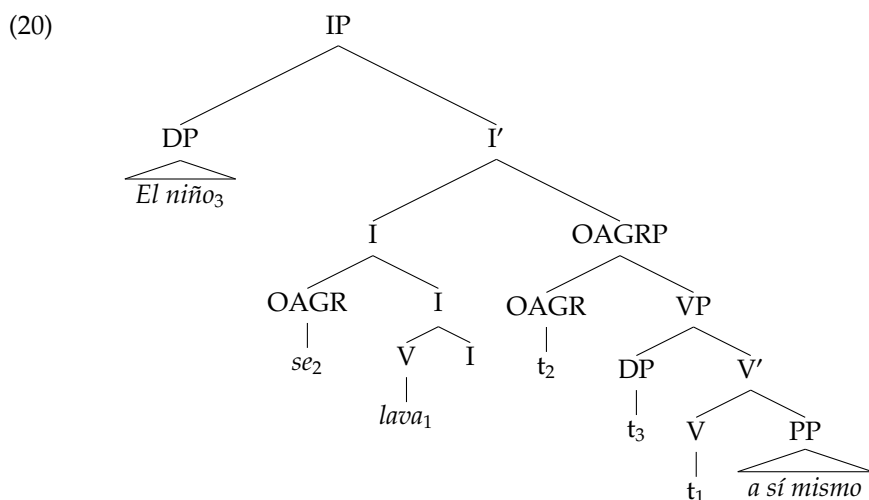 (20) IP
DP I′
El niño₃
I OAGRP
OAGR I OAGR VP
se₂ V I t₂ DP V′
lava₁ t₃ V PP
t₁ a sí mismo